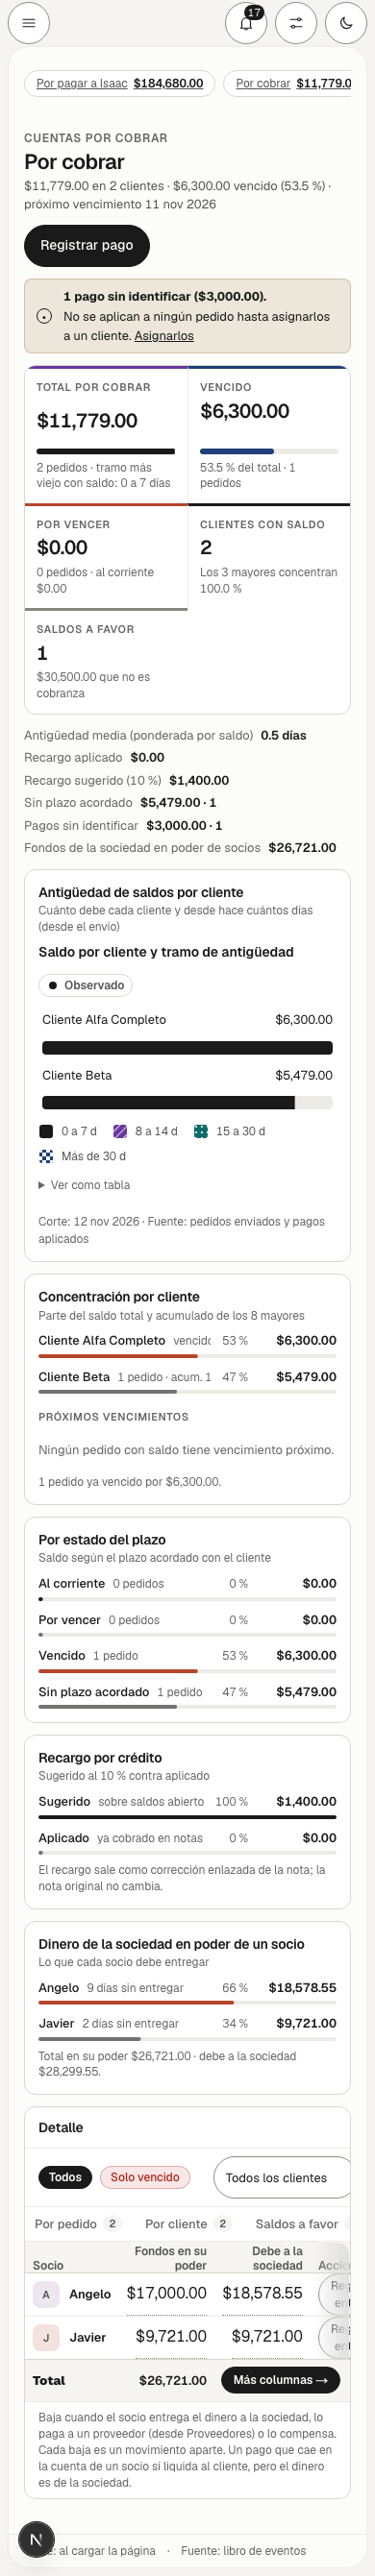 17
Por pagar a Isaac $184,680.00 Por cobrar $11,779.0
CUENTAS POR COBRAR
Por cobrar
$11,779.00 en 2 clientes · $6,300.00 vencido (53.5 %) ·
próximo vencimiento 11 nov 2026
Registrar pago
1 pago sin identificar ($3,000.00).
No se aplican a ningún pedido hasta asignarlos
a un cliente. Asignarlos
TOTAL POR COBRAR
$11,779.00
2 pedidos · tramo más
viejo con saldo: 0 a 7 días
VENCIDO
$6,300.00
53.5 % del total · 1
pedidos
POR VENCER
$0.00
0 pedidos · al corriente
$0.00
CLIENTES CON SALDO
2
Los 3 mayores concentran
100.0 %
SALDOS A FAVOR
1
$30,500.00 que no es
cobranza
Antigüedad media (ponderada por saldo) 0.5 días
Recargo aplicado $0.00
Recargo sugerido (10 %) $1,400.00
Sin plazo acordado $5,479.00 · 1
Pagos sin identificar $3,000.00 · 1
Fondos de la sociedad en poder de socios $26,721.00
Antigüedad de saldos por cliente
Cuánto debe cada cliente y desde hace cuántos días
(desde el envío)
Saldo por cliente y tramo de antigüedad
Observado
Cliente Alfa Completo $6,300.00
Cliente Beta $5,479.00
0 a 7 d 8 a 14 d 15 a 30 d
Más de 30 d
Ver como tabla
Corte: 12 nov 2026 · Fuente: pedidos enviados y pagos
aplicados
Concentración por cliente
Parte del saldo total y acumulado de los 8 mayores
Cliente Alfa Completo 53 % $6,300.00
Cliente Beta 1 pedido · acum. 1 47 % $5,479.00
PRÓXIMOS VENCIMIENTOS
Ningún pedido con saldo tiene vencimiento próximo.
1 pedido ya vencido por $6,300.00.
Por estado del plazo
Saldo según el plazo acordado con el cliente
Al corriente 0 pedidos 0 % $0.00
Por vencer 0 pedidos 0 % $0.00
Vencido 1 pedido 53 % $6,300.00
Sin plazo acordado 1 pedido 47 % $5,479.00
Recargo por crédito
Sugerido al 10 % contra aplicado
Sugerido sobre saldos abierto 100 % $1,400.00
Aplicado ya cobrado en notas 0 % $0.00
El recargo sale como corrección enlazada de la nota; la
nota original no cambia.
Dinero de la sociedad en poder de un socio
Lo que cada socio debe entregar
Angelo 9 días sin entregar 66 % $18,578.55
Javier 2 días sin entregar 34 % $9,721.00
Total en su poder $26,721.00 · debe a la sociedad
$28,299.55.
Detalle
Todos Solo vencido Todos los clientes
Por pedido 2 Por cliente 2 Saldos a favor
Socio Fondos en su poder Debe a la sociedad
A Angelo $17,000.00 $18,578.55
J Javier $9,721.00 $9,721.00
Total $26,721.00 Más columnas →
Baja cuando el socio entrega el dinero a la sociedad, lo
paga a un proveedor (desde Proveedores) o lo compensa.
Cada baja es un movimiento aparte. Un pago que cae en
la cuenta de un socio sí liquida al cliente, pero el dinero
es de la sociedad.
N
al cargar la página · Fuente: libro de eventos